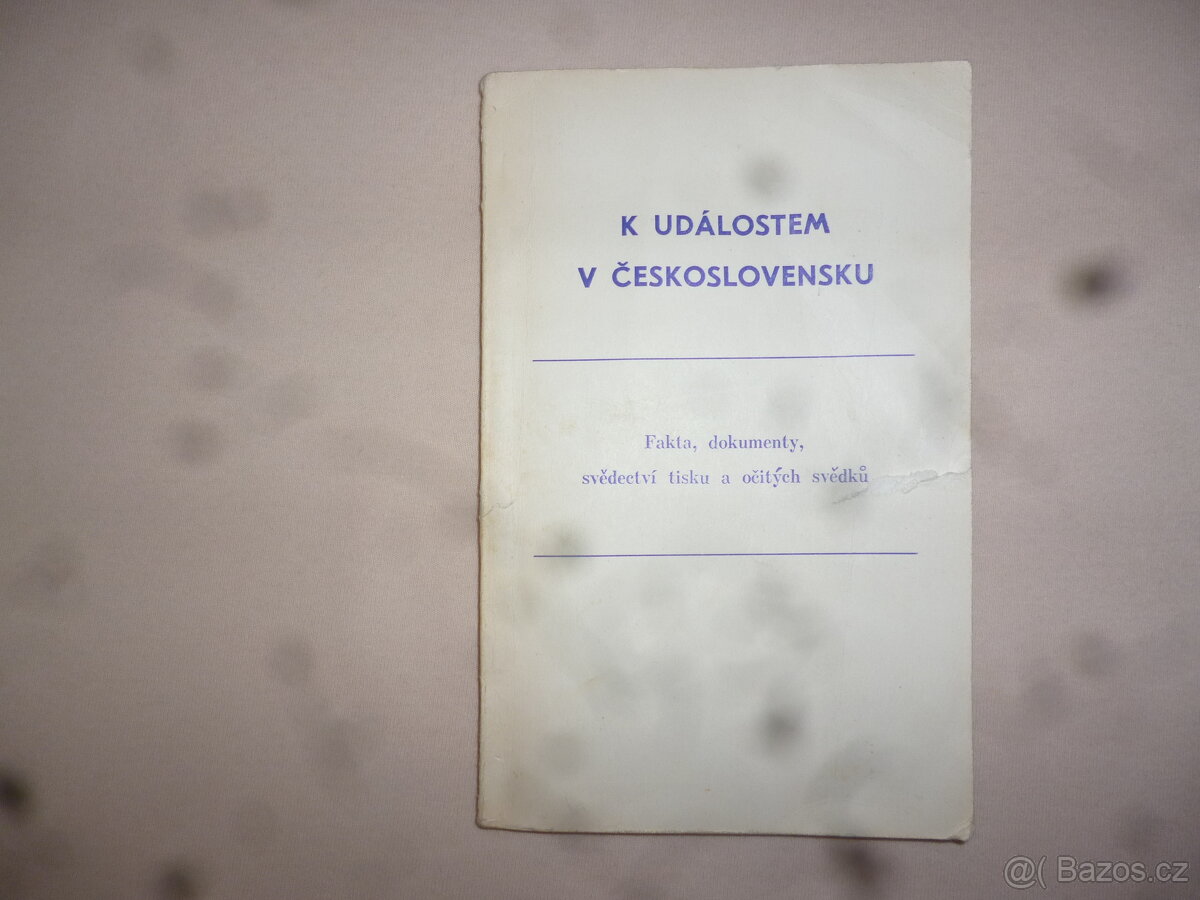 K UDÁLOSTEM
V ČESKOSLOVENSKU
Fakta, dokumenty,
svědectví tisku a očitých svědků
@( Bazos.cz